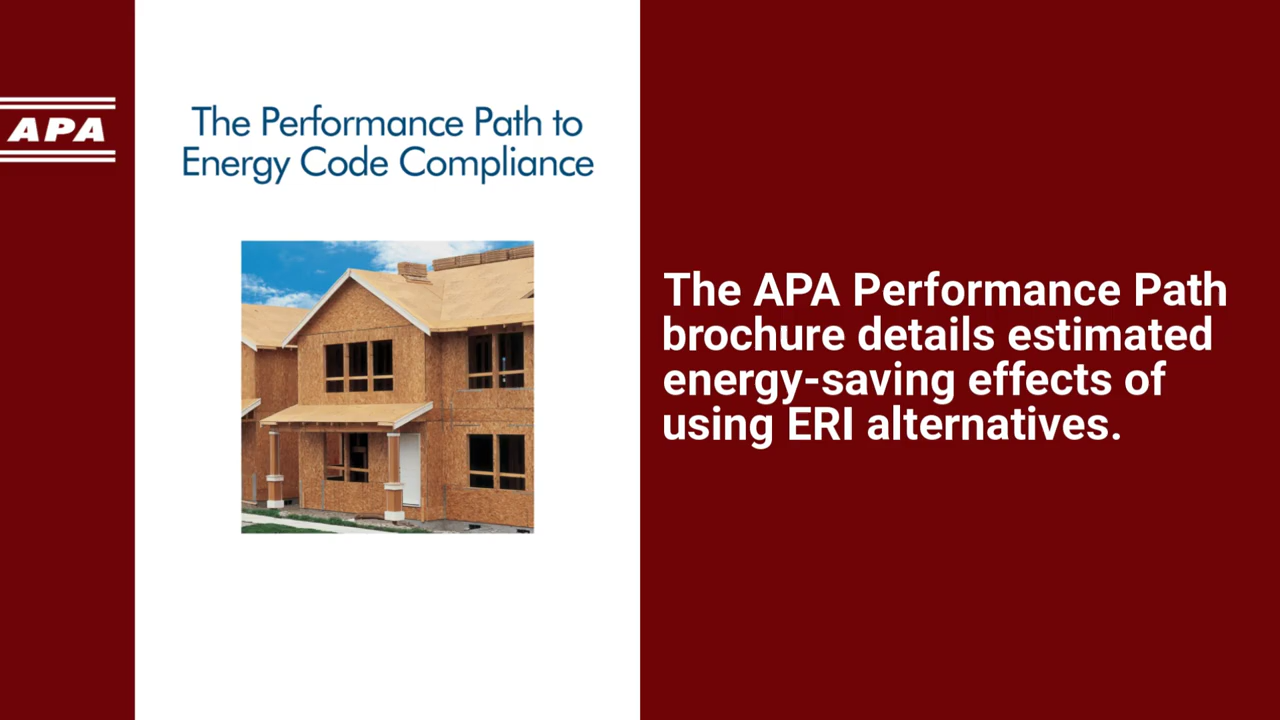 APA
The Performance Path to
Energy Code Compliance
The APA Performance Path
brochure details estimated
energy-saving effects of
using ERI alternatives.